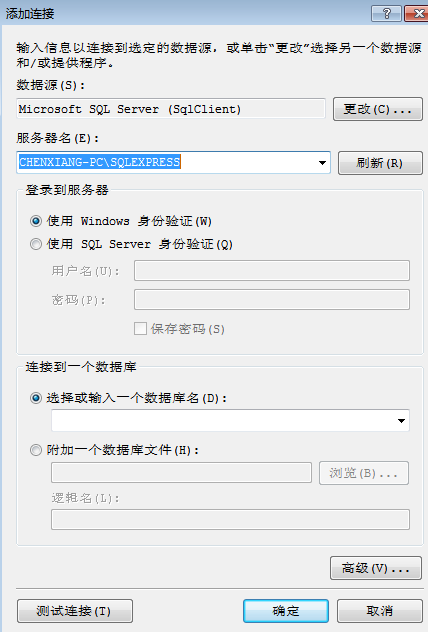 添加连接
输入信息以连接到选定的数据源，或单击“更改”选择另一个数据源
和/或提供程序。
数据源(S):
Microsoft SQL Server (SqlClient)
更改(C)...
服务器名(E):
CHENXIANG-PC\SQLEXPRESS
刷新(R)
登录到服务器
使用 Windows 身份验证(W)
使用 SQL Server 身份验证(Q)
用户名(U):
密码(P):
保存密码(S)
连接到一个数据库
选择或输入一个数据库名(D):
附加一个数据库文件(H):
浏览(B)...
逻辑名(L):
高级(V)...
测试连接(T)
确定
取消